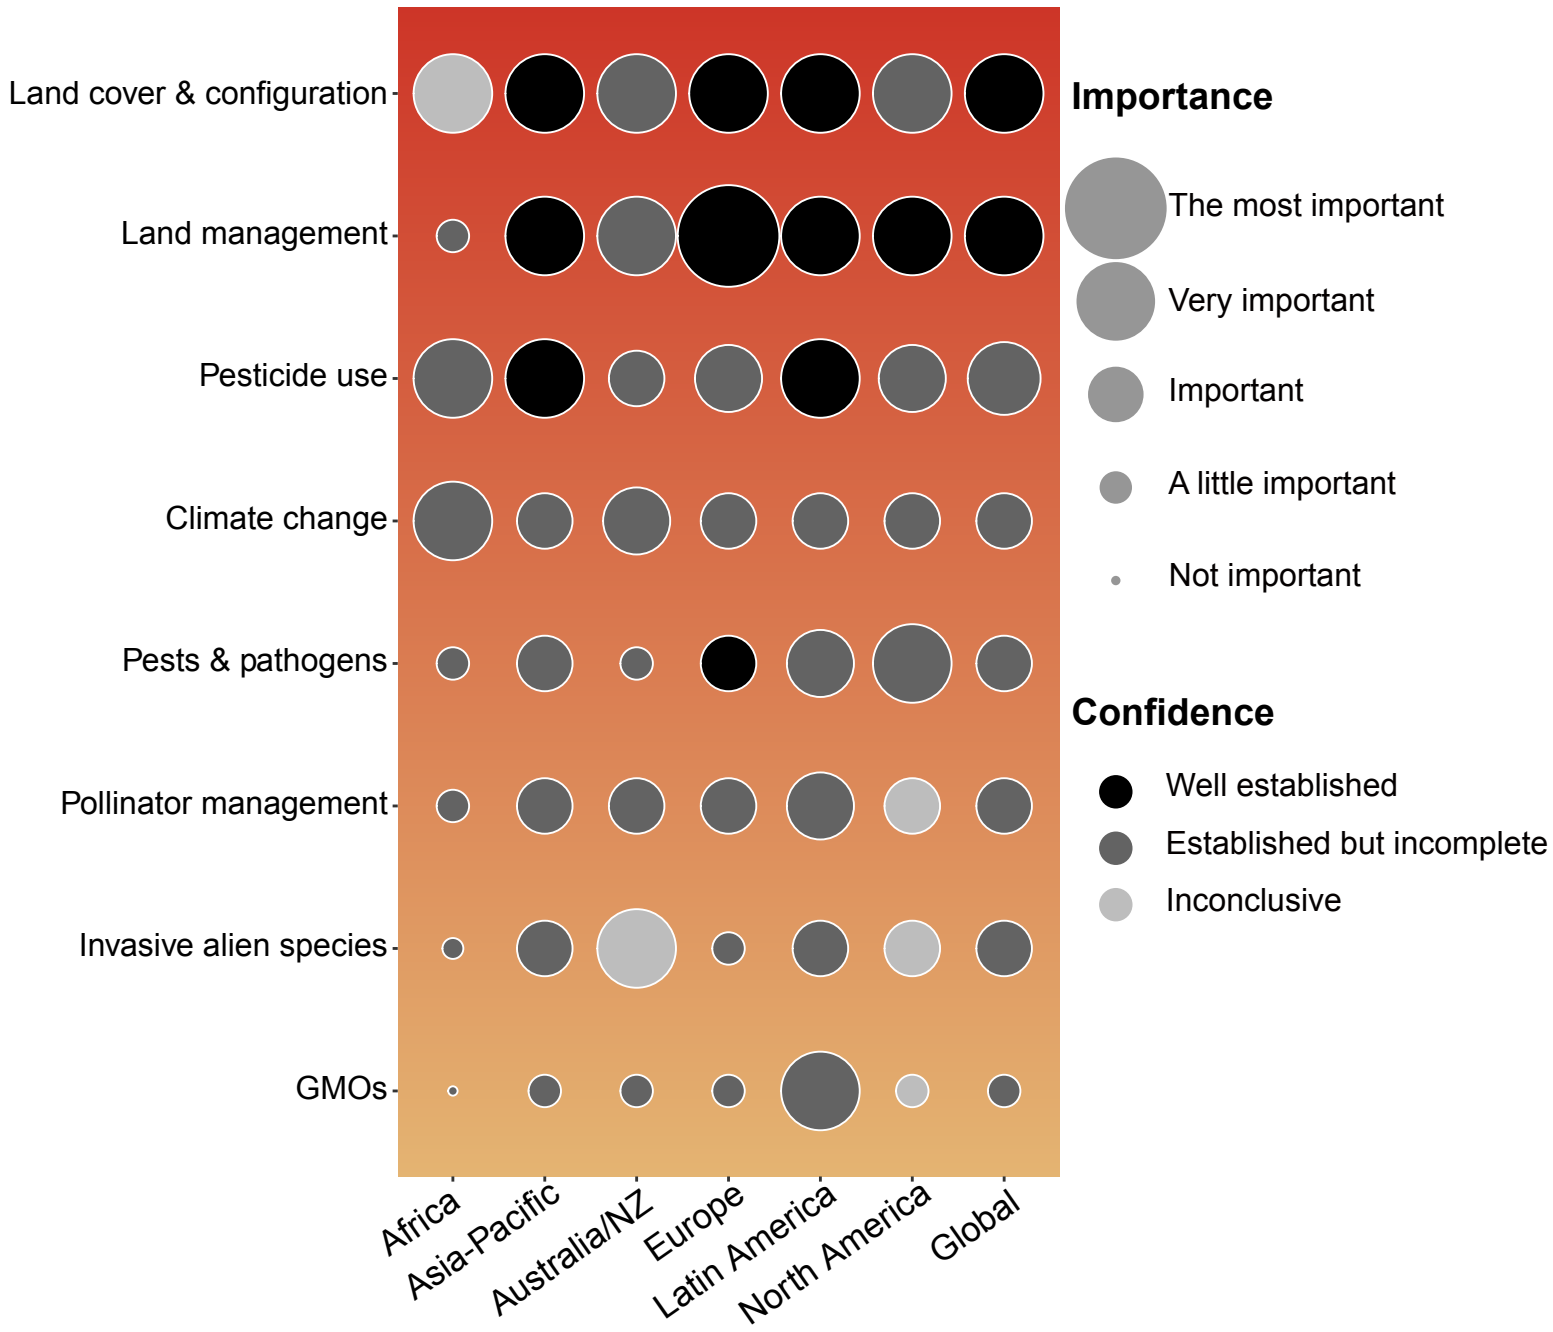 Land cover & configuration
Land management
Pesticide use
Climate change
Pests & pathogens
Pollinator management
Invasive alien species
GMOs
Africa
Asia-Pacific
Australia/NZ
Europe
Latin America
North America
Global
Importance
The most important
Very important
Important
A little important
Not important
Confidence
Well established
Established but incomplete
Inconclusive